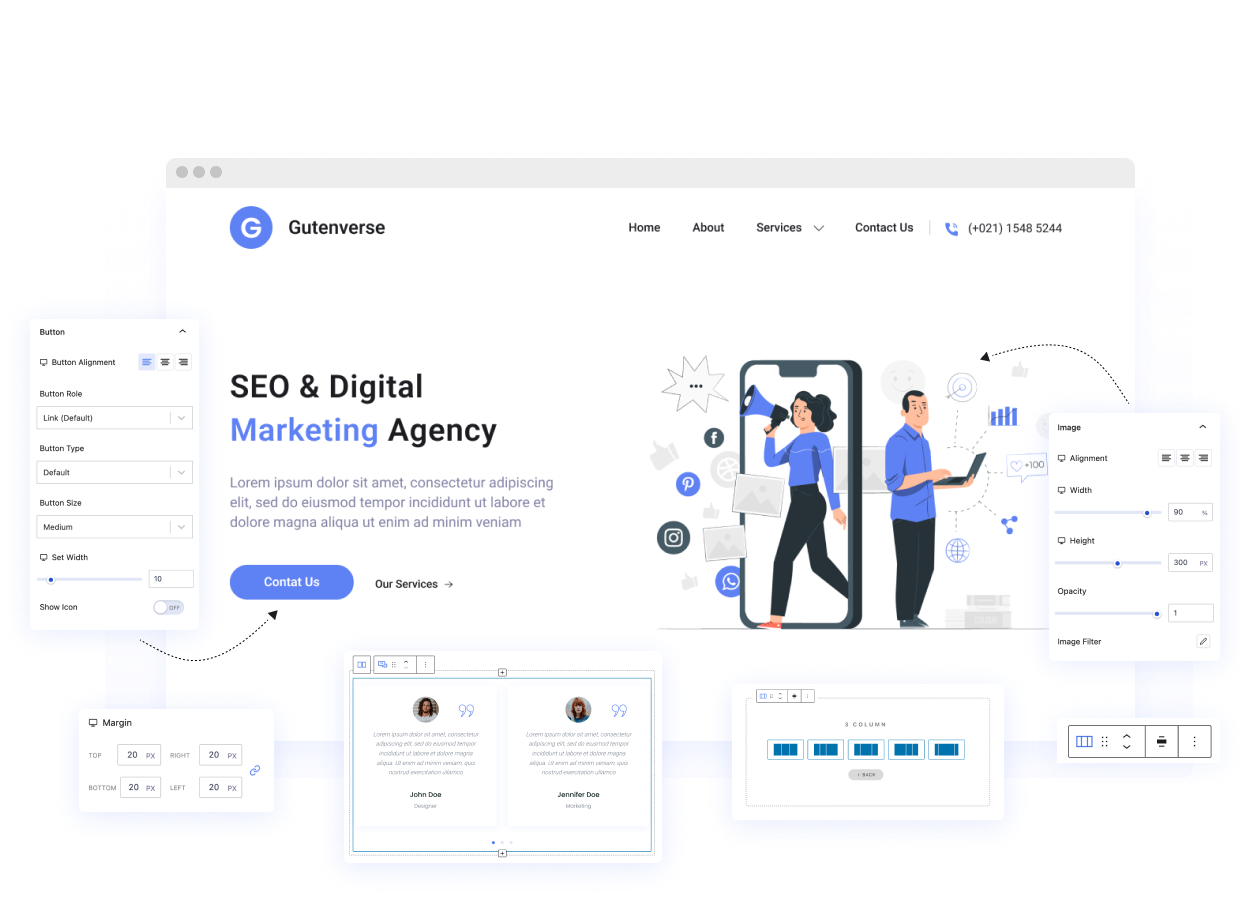 G Gutenverse
Home About Services Contact Us (+021) 1548 5244
Button
Button Alignment
Button Role
Link (Default)
Button Type
Default
Button Size
Medium
Set Width
10
Show Icon OFF
SEO & Digital
Marketing Agency
Lorem ipsum dolor sit amet, consectetur adipiscing
elit, sed do eiusmod tempor incididunt ut labore et
dolore magna aliqua ut enim ad minim veniam
Contat Us
Our Services →
+100
Image
Alignment
Width
90 %
Height
300 PX
Opacity
1
Image Filter
Margin
TOP 20 PX RIGHT 20 PX
BOTTOM 20 PX LEFT 20 PX
Lorem ipsum dolor sit amet, consectetur
adipiscing elit, sed do eiusmod tempor
incididunt ut labore et dolore magna
aliqua. Ut enim ad minim veniam, quis
nostrud exercitation ullamco
John Doe
Designer
Lorem ipsum dolor sit amet, consectetur
adipiscing elit, sed do eiusmod tempor
incididunt ut labore et dolore magna
aliqua. Ut enim ad minim veniam, quis
nostrud exercitation ullamco
Jennifer Doe
Marketing
3 COLUMN
‹ BACK